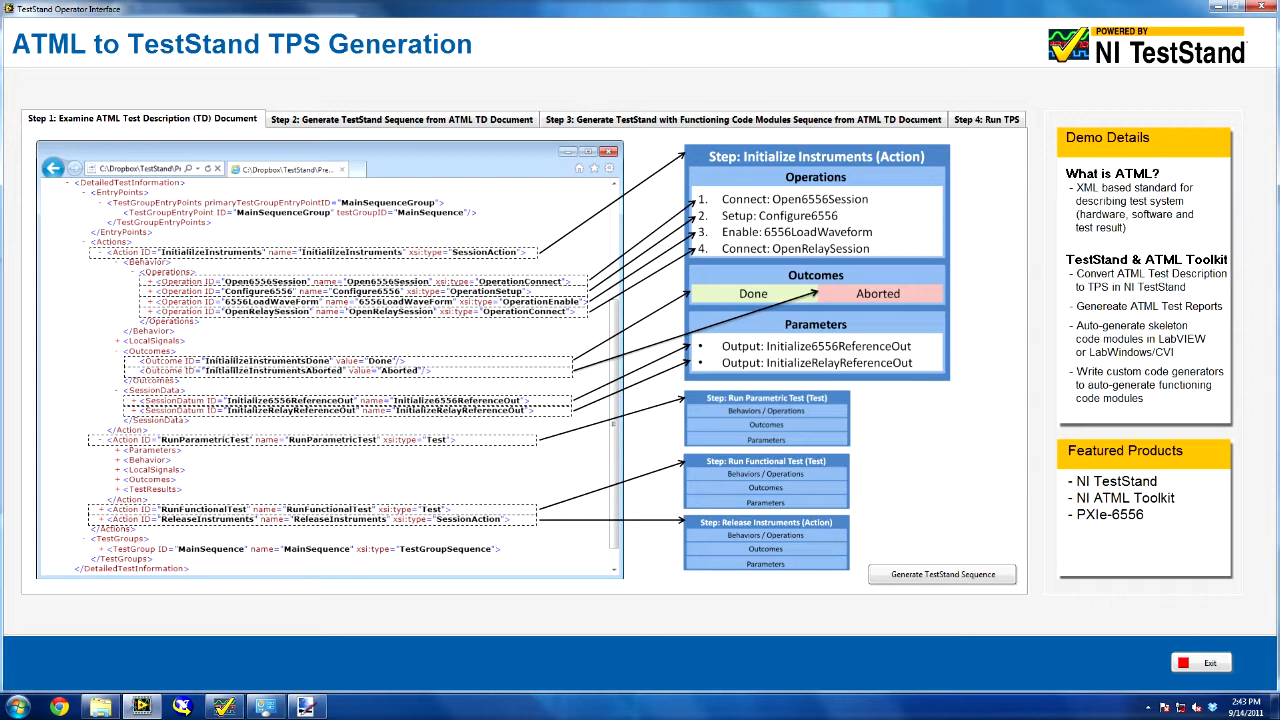 TestStand Operator Interface
ATML to TestStand TPS Generation
POWERED BY
NI TestStand
Step 1: Examine ATML Test Description (TD) Document
Step 2: Generate TestStand Sequence from ATML TD Document
Step 3: Generate TestStand with Functioning Code Modules Sequence from ATML TD Document
Step 4: Run TPS
C:\Dropbox\TestStand\Pr
C:\Dropbox\TestStand\Pre...
- <DetailedTestInformation>
- <EntryPoints>
- <TestGroupEntryPoints primaryTestGroupEntryPointID="MainSequenceGroup">
<TestGroupEntryPoint ID="MainSequenceGroup" testGroupID="MainSequence"/>
</TestGroupEntryPoints>
</EntryPoints>
- <Actions>
- <Action ID="InitializeInstruments" name="InitializeInstruments" xsi:type="SessionAction">
- <Behavior>
- <Operations>
+ <Operation ID="Open6556Session" name="Open6556Session" xsi:type="OperationConnect">
+ <Operation ID="Configure6556" name="Configure6556" xsi:type="OperationSetup">
+ <Operation ID="6556LoadWaveForm" name="6556LoadWaveForm" xsi:type="OperationEnable">
+ <Operation ID="OpenRelaySession" name="OpenRelaySession" xsi:type="OperationConnect">
</Operations>
</Behavior>
+ <LocalSignals>
- <Outcomes>
<Outcome ID="InitialilzeInstrumentsDone" value="Done"/>
<Outcome ID="InitialilzeInstrumentsAborted" value="Aborted"/>
</Outcomes>
- <SessionData>
+ <SessionDatum ID="Initialize6556ReferenceOut" name="Initialize6556ReferenceOut">
+ <SessionDatum ID="InitializeRelayReferenceOut" name="InitializeRelayReferenceOut">
</SessionData>
</Action>
- <Action ID="RunParametricTest" name="RunParametricTest" xsi:type="Test">
+ <Parameters>
+ <Behavior>
+ <LocalSignals>
+ <Outcomes>
+ <TestResults>
</Action>
+ <Action ID="RunFunctionalTest" name="RunFunctionalTest" xsi:type="Test">
+ <Action ID="ReleaseInstruments" name="ReleaseInstruments" xsi:type="SessionAction">
</Actions>
- <TestGroups>
+ <TestGroup ID="MainSequence" name="MainSequence" xsi:type="TestGroupSequence">
</TestGroups>
</DetailedTestInformation>
Step: Initialize Instruments (Action)
Operations
1. Connect: Open6556Session
2. Setup: Configure6556
3. Enable: 6556LoadWaveform
4. Connect: OpenRelaySession
Outcomes
Done
Aborted
Parameters
• Output: Initialize6556ReferenceOut
• Output: InitializeRelayReferenceOut
Step: Run Parametric Test (Test)
Behaviors / Operations
Outcomes
Parameters
Step: Run Functional Test (Test)
Behaviors / Operations
Outcomes
Parameters
Step: Release Instruments (Action)
Behaviors / Operations
Outcomes
Parameters
Generate TestStand Sequence
Demo Details
What is ATML?
- XML based standard for
describing test system
(hardware, software and
test result)
TestStand & ATML Toolkit
- Convert ATML Test Description
to TPS in NI TestStand
- Genereate ATML Test Reports
- Auto-generate skeleton
code modules in LabVIEW
or LabWindows/CVI
- Write custom code generators
to auto-generate functioning
code modules
Featured Products
- NI TestStand
- NI ATML Toolkit
- PXIe-6556
Exit
2:43 PM
9/14/2011